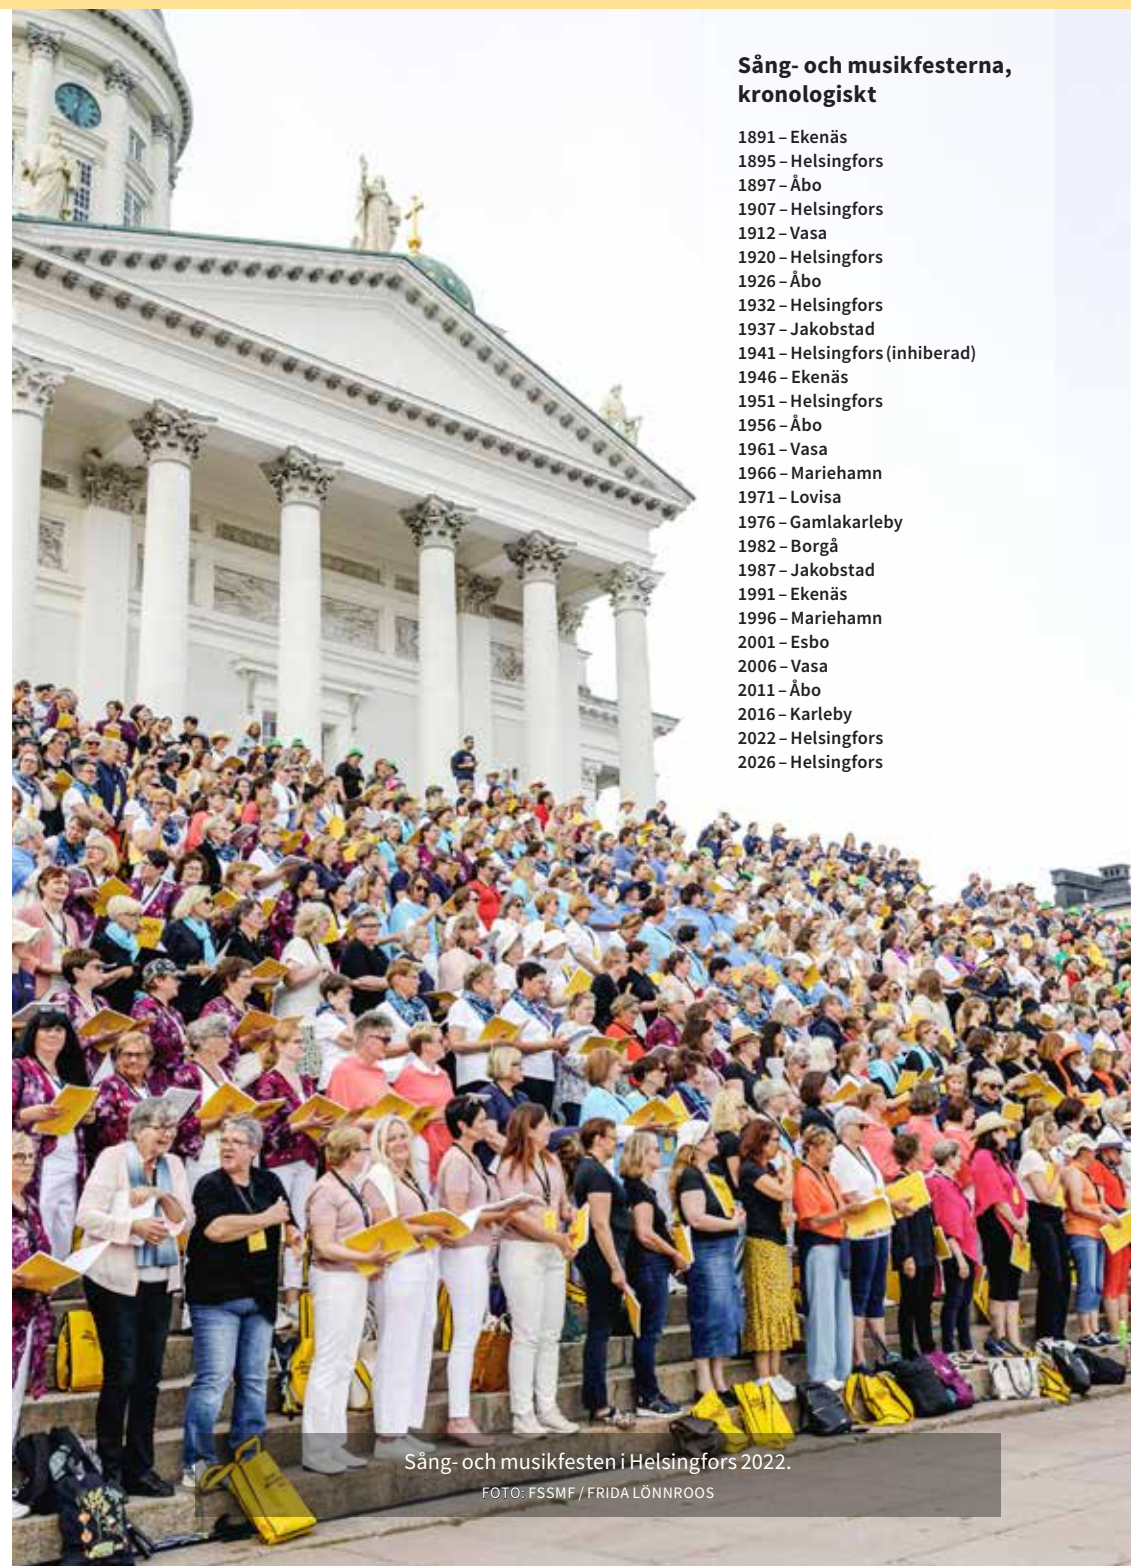 Sång- och musikfesterna,
kronologiskt
1891 – Ekenäs
1895 – Helsingfors
1897 – Åbo
1907 – Helsingfors
1912 – Vasa
1920 – Helsingfors
1926 – Åbo
1932 – Helsingfors
1937 – Jakobstad
1941 – Helsingfors (inhiberad)
1946 – Ekenäs
1951 – Helsingfors
1956 – Åbo
1961 – Vasa
1966 – Mariehamn
1971 – Lovisa
1976 – Gamlakarleby
1982 – Borgå
1987 – Jakobstad
1991 – Ekenäs
1996 – Mariehamn
2001 – Esbo
2006 – Vasa
2011 – Åbo
2016 – Karleby
2022 – Helsingfors
2026 – Helsingfors
Sång- och musikfesten i Helsingfors 2022.
FOTO: FSSMF / FRIDA LÖNNROOS